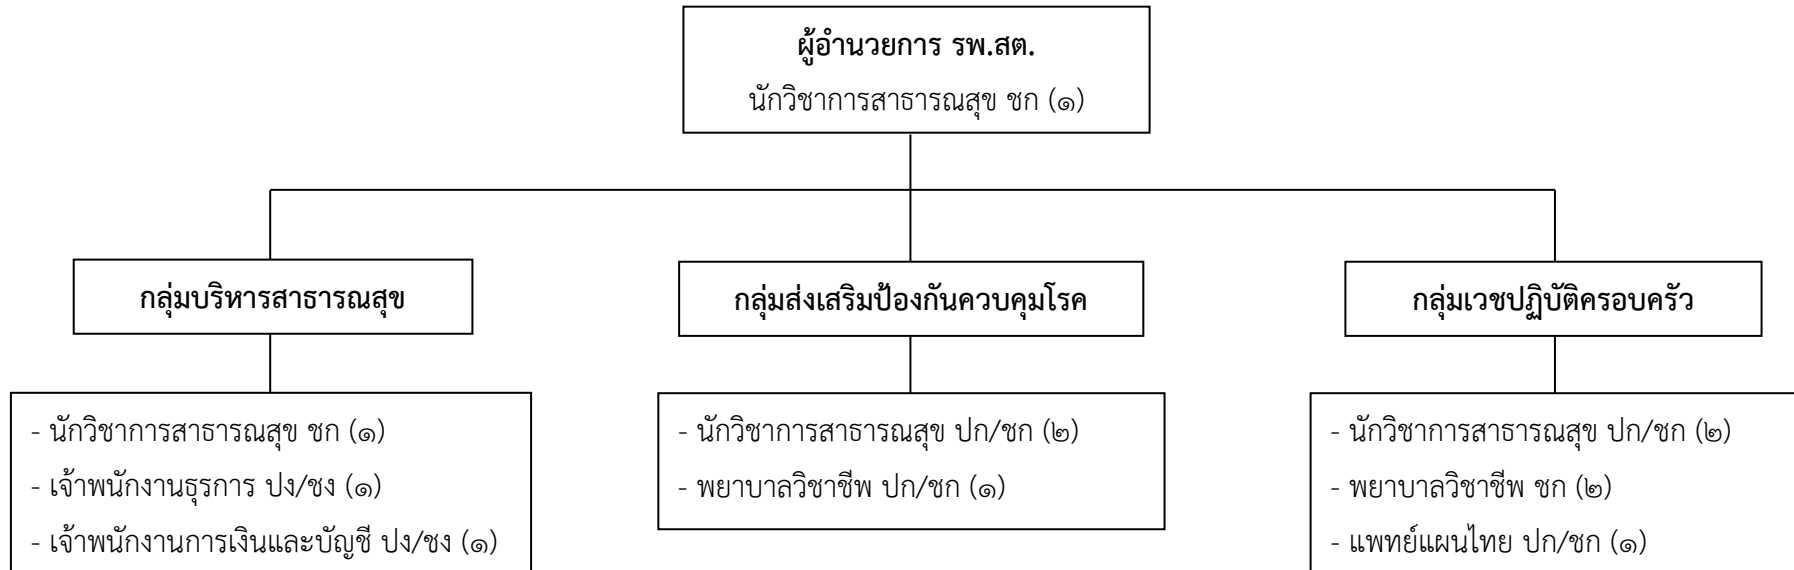 ผู้อำนวยการ รพ.สต.
นักวิชาการสาธารณสุข ชก (๑)
กลุ่มบริหารสาธารณสุข
กลุ่มส่งเสริมป้องกันควบคุมโรค
กลุ่มเวชปฏิบัติครอบครัว
- นักวิชาการสาธารณสุข ชก (๑)
- เจ้าพนักงานธุรการ ปง/ชง (๑)
- เจ้าพนักงานการเงินและบัญชี ปง/ชง (๑)
- นักวิชาการสาธารณสุข ปก/ชก (๒)
- พยาบาลวิชาชีพ ปก/ชก (๑)
- นักวิชาการสาธารณสุข ปก/ชก (๒)
- พยาบาลวิชาชีพ ชก (๒)
- แพทย์แผนไทย ปก/ชก (๑)